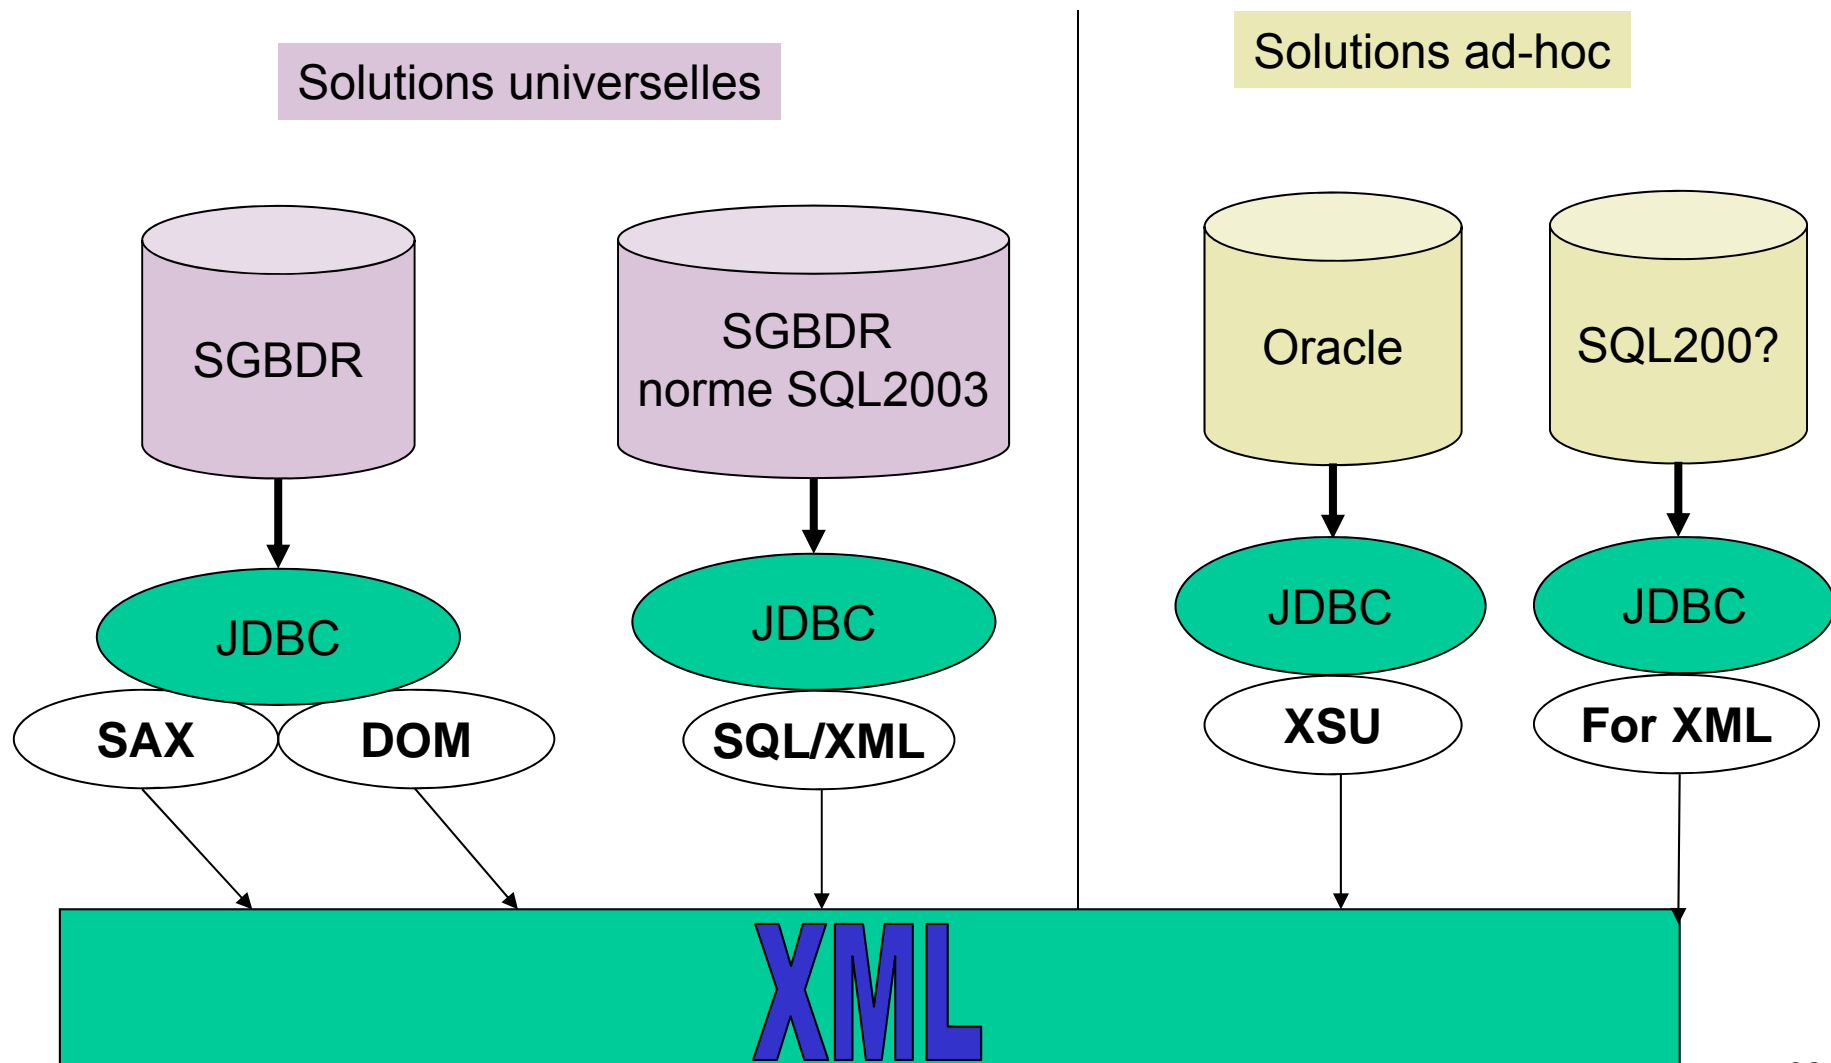 Solutions universelles
Solutions ad-hoc
SGBDR
SGBDR
norme SQL2003
Oracle
SQL200?
JDBC
JDBC
JDBC
JDBC
SAX
DOM
SQL/XML
XSU
For XML
XML